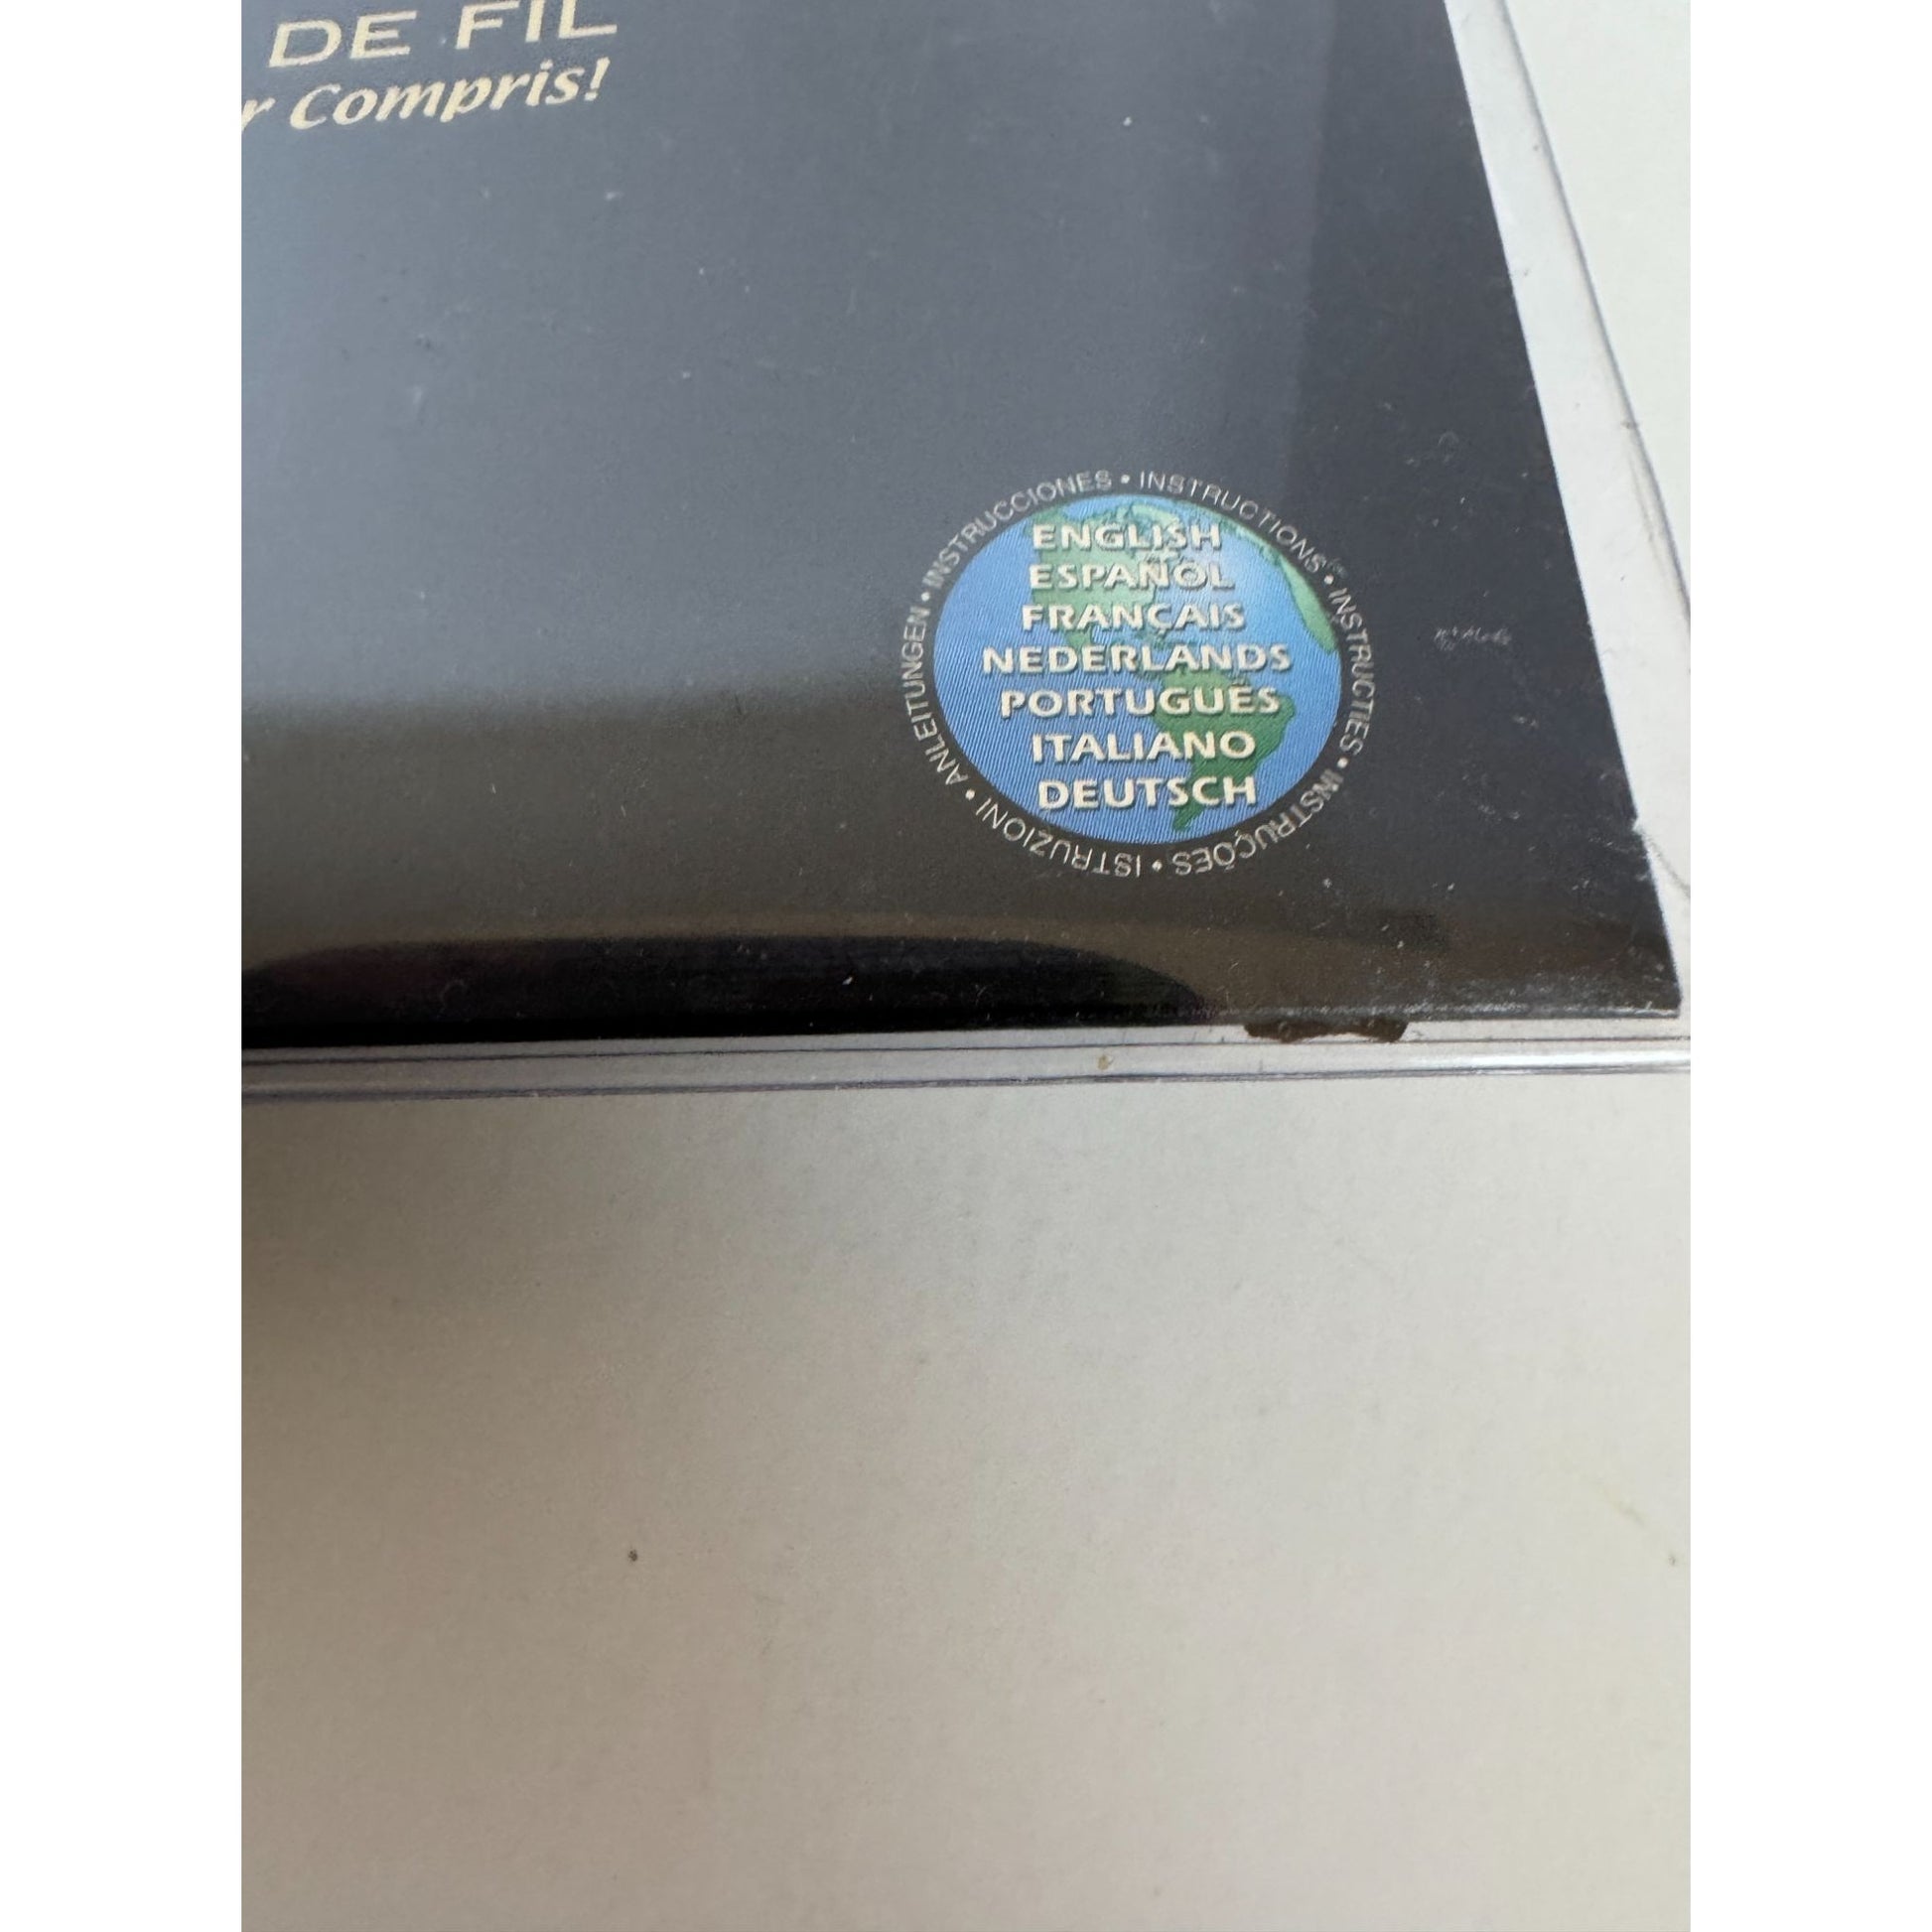 DE FIL
r Compris!
INSTRUCCIONES • INSTRUCTIONS • INSTRUCTIES • INSTRUÇÕES • ISTRUZIONI • ANLEITUNGEN •
ENGLISH
ESPAÑOL
FRANÇAIS
NEDERLANDS
PORTUGUÊS
ITALIANO
DEUTSCH